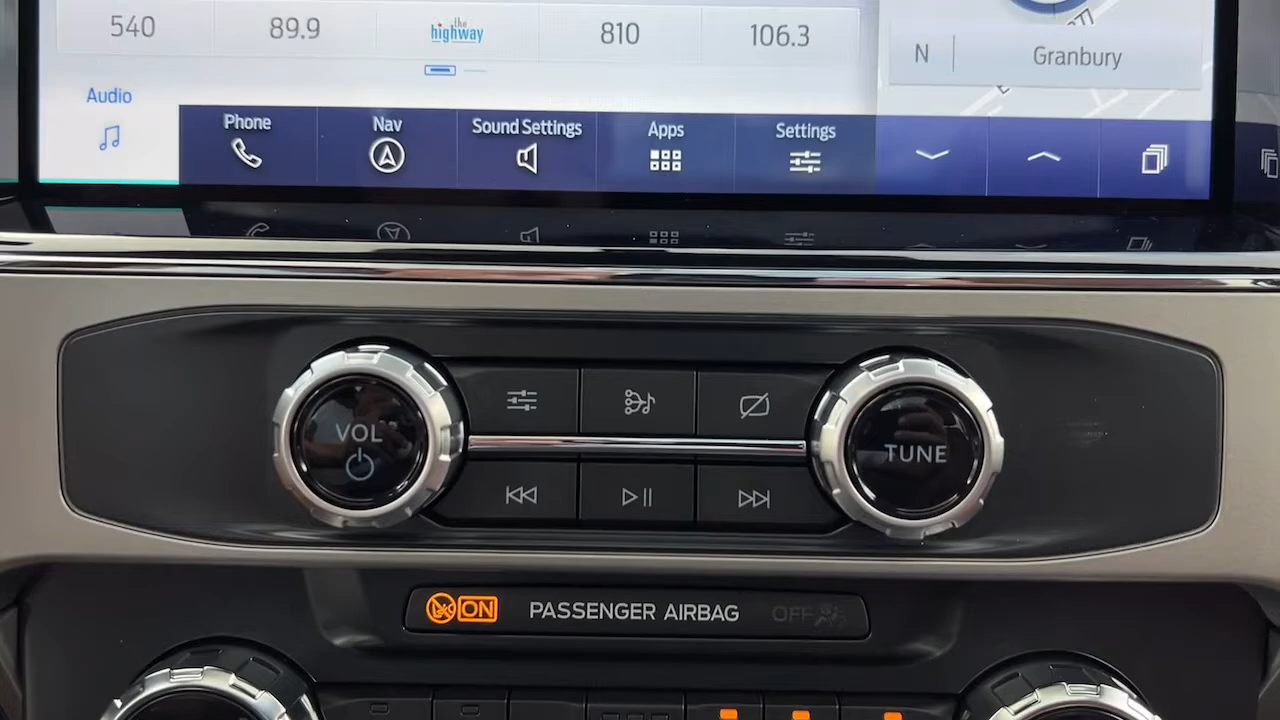 540 89.9 the highway 810 106.3
N Granbury
Audio
Phone Nav Sound Settings Apps Settings
VOL TUNE
ON PASSENGER AIRBAG OFF